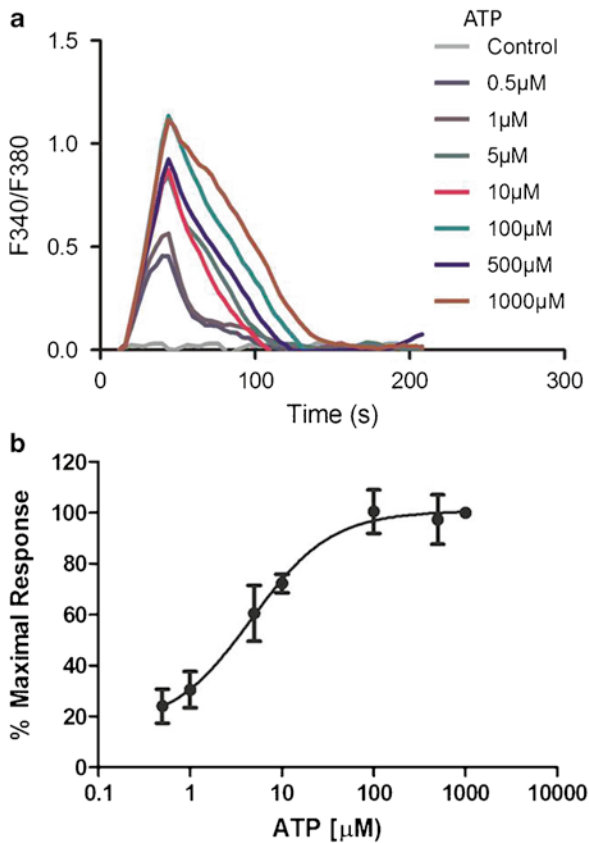 a
ATP
Control
0.5µM
1µM
5µM
10µM
100µM
500µM
1000µM
1.5
1.0
0.5
0.0
F340/F380
0
100
200
300
Time (s)
b
120
100
80
60
40
20
0
% Maximal Response
0.1
1
10
100
1000
10000
ATP [µM)